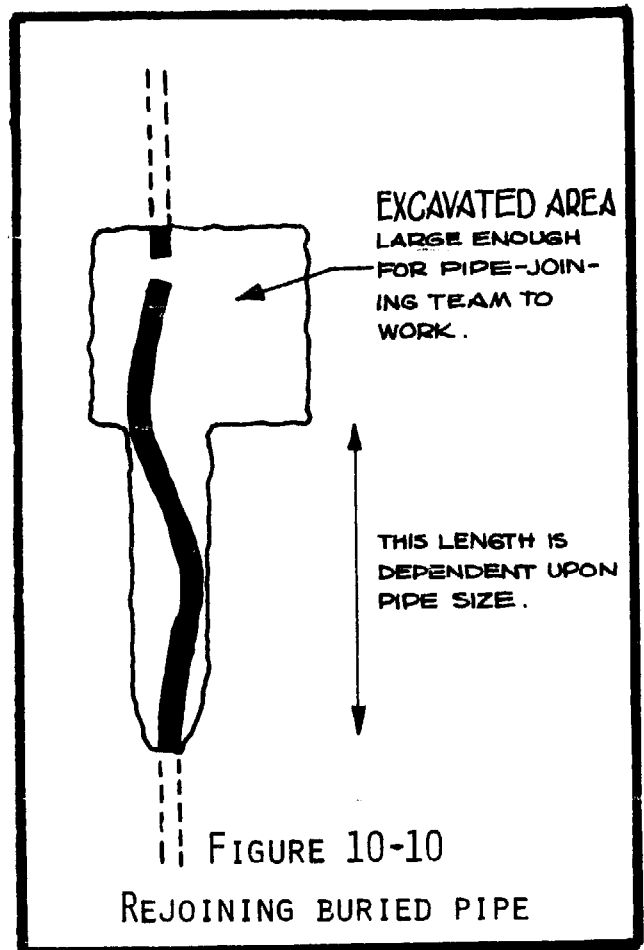 EXCAVATED AREA
LARGE ENOUGH
FOR PIPE-JOIN-
ING TEAM TO
WORK.
THIS LENGTH IS
DEPENDENT UPON
PIPE SIZE.
FIGURE 10-10
REJOINING BURIED PIPE